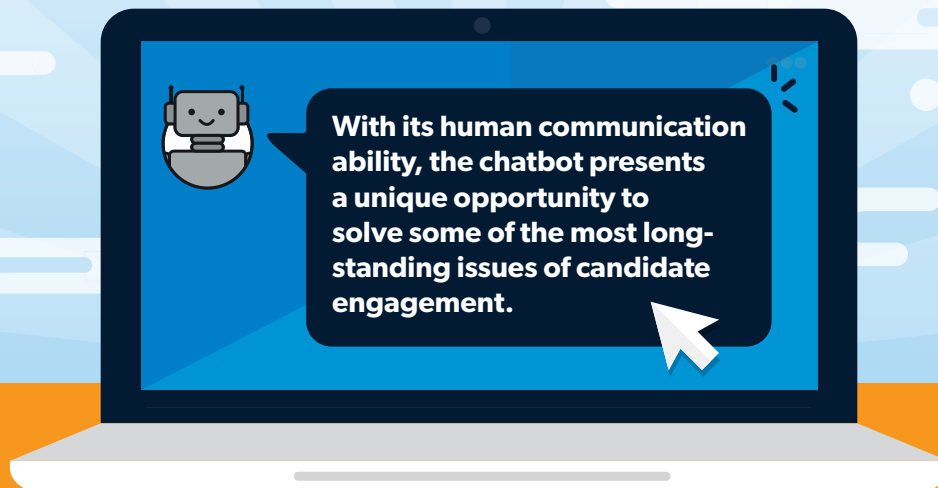 With its human communication
ability, the chatbot presents
a unique opportunity to
solve some of the most long-
standing issues of candidate
engagement.